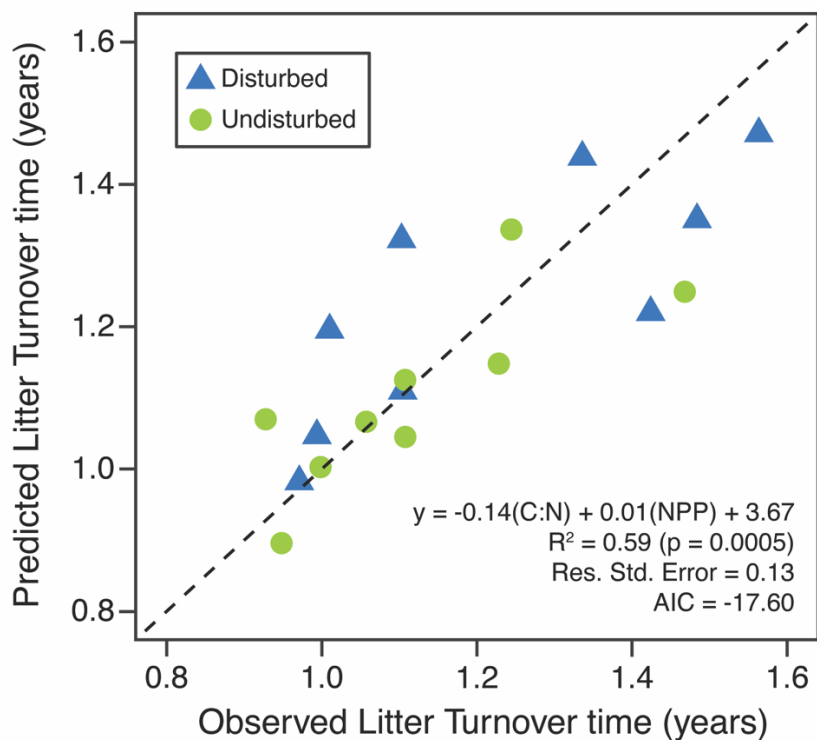 Predicted Litter Turnover time (years)
1.6
1.4
1.2
1.0
0.8
Disturbed
Undisturbed
y = -0.14(C:N) + 0.01(NPP) + 3.67
R² = 0.59 (p = 0.0005)
Res. Std. Error = 0.13
AIC = -17.60
0.8 1.0 1.2 1.4 1.6
Observed Litter Turnover time (years)